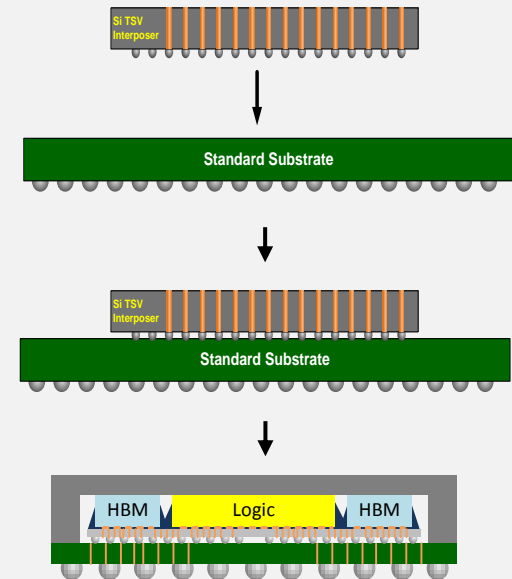 Si TSV
Interposer
Standard Substrate
Si TSV
Interposer
Standard Substrate
HBM
Logic
HBM